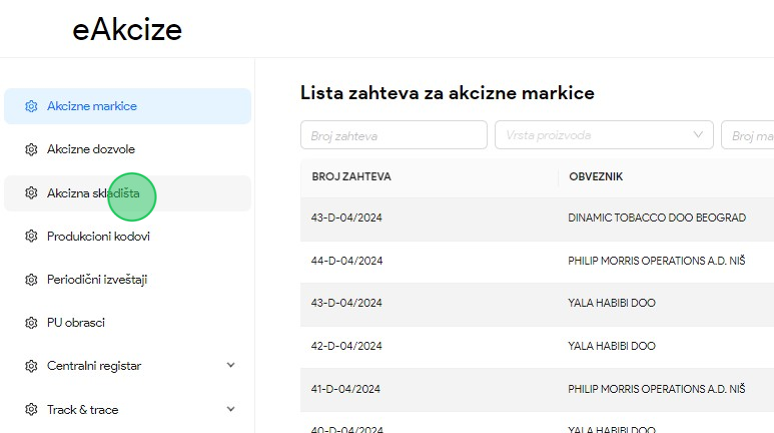 eAkcize
Akcizne markice
Akcizne dozvole
Akcizna skladišta
Produkcioni kodovi
Periodični izveštaji
PU obrasci
Centralni registar
Track & trace
Lista zahteva za akcizne markice
Broj zahteva
Vrsta proizvoda
Broj ma
BROJ ZAHTEVA OBVEZNIK
43-D-04/2024 DINAMIC TOBACCO DOO BEOGRAD
44-D-04/2024 PHILIP MORRIS OPERATIONS A.D. NIŠ
43-D-04/2024 YALA HABIBI DOO
42-D-04/2024 YALA HABIBI DOO
41-D-04/2024 PHILIP MORRIS OPERATIONS A.D. NIŠ
40-D-04/2024 YALA HABIBI DOO